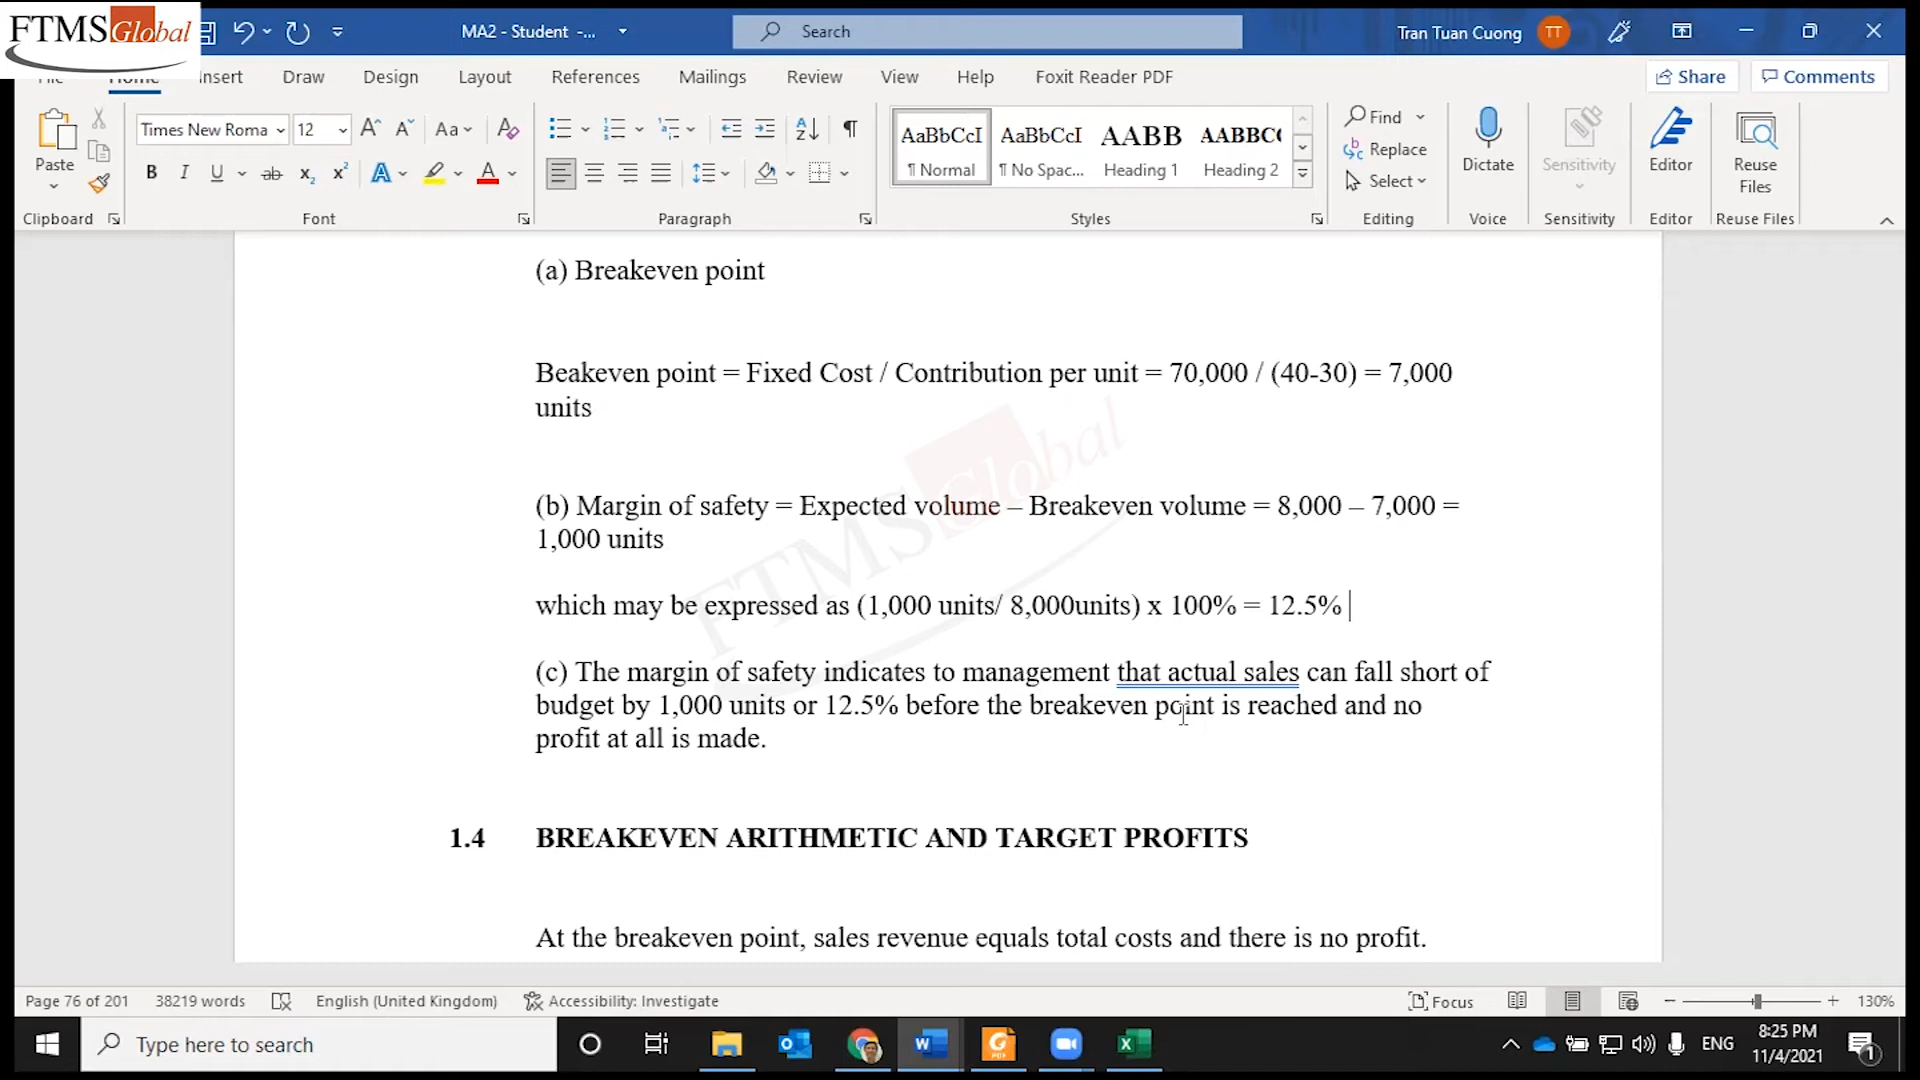 FTMS Global
MA2 - Student -...
Search
Tran Tuan Cuong
TT
Home
Insert
Draw
Design
Layout
References
Mailings
Review
View
Help
Foxit Reader PDF
Share
Comments
Paste
Times New Roma
12
Aa
AaBbCcI
AaBbCcI
AABB
AABBC
¶ Normal
¶ No Spac...
Heading 1
Heading 2
Find
Replace
Select
Dictate
Sensitivity
Editor
Reuse
Files
Clipboard
Font
Paragraph
Styles
Editing
Voice
Sensitivity
Editor
Reuse Files
(a) Breakeven point
Beakeven point = Fixed Cost / Contribution per unit = 70,000 / (40-30) = 7,000
units
FTMS Global
(b) Margin of safety = Expected volume – Breakeven volume = 8,000 – 7,000 =
1,000 units
which may be expressed as (1,000 units/ 8,000units) x 100% = 12.5%
(c) The margin of safety indicates to management that actual sales can fall short of
budget by 1,000 units or 12.5% before the breakeven point is reached and no
profit at all is made.
1.4 BREAKEVEN ARITHMETIC AND TARGET PROFITS
At the breakeven point, sales revenue equals total costs and there is no profit.
Page 76 of 201
38219 words
English (United Kingdom)
Accessibility: Investigate
Focus
130%
Type here to search
ENG
8:25 PM
11/4/2021
1